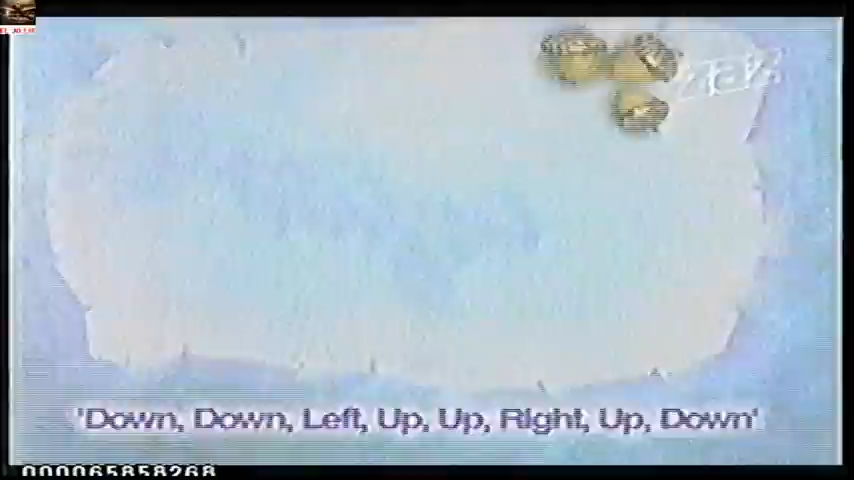 'Down, Down, Left, Up, Up, Right, Up, Down'
000065858268